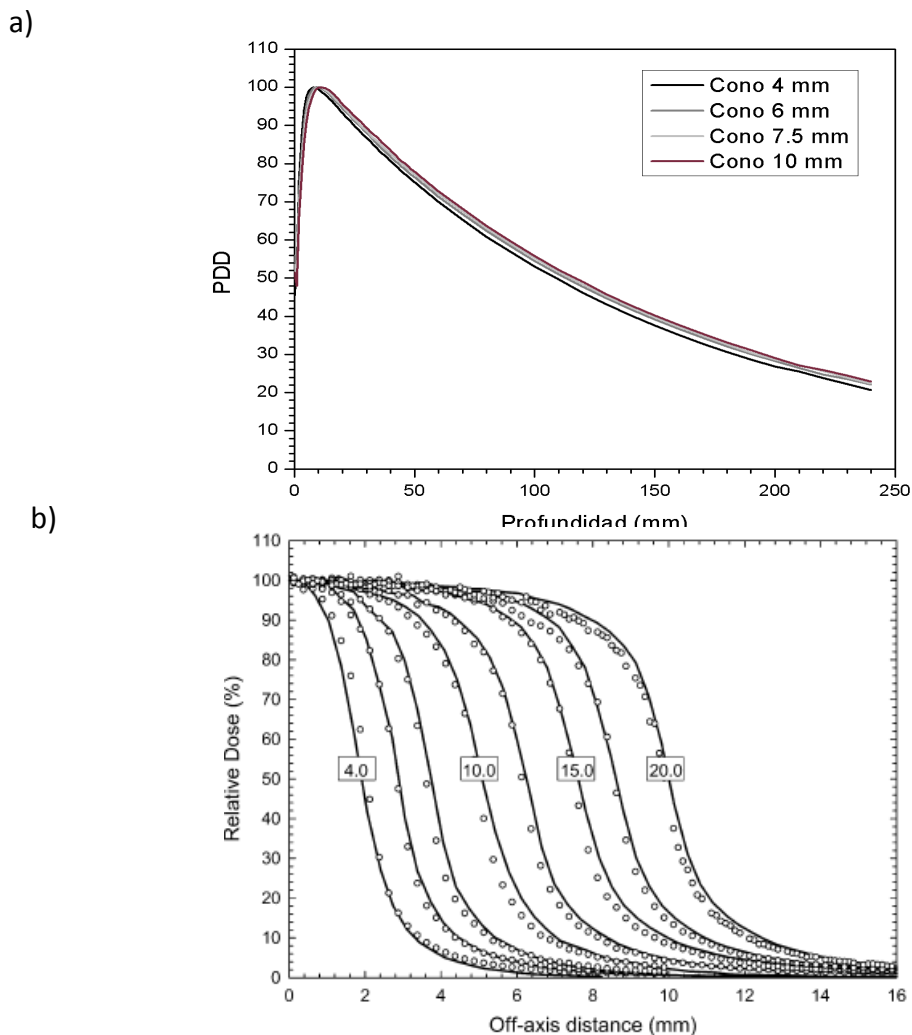 a)
110
100
90
80
70
60
50
40
30
20
10
0
PDD
Cono 4 mm
Cono 6 mm
Cono 7.5 mm
Cono 10 mm
0 50 100 150 200 250
Profundidad (mm)
b)
110
100
90
80
70
60
50
40
30
20
10
0
Relative Dose (%)
4.0 10.0 15.0 20.0
0 2 4 6 8 10 12 14 16
Off-axis distance (mm)